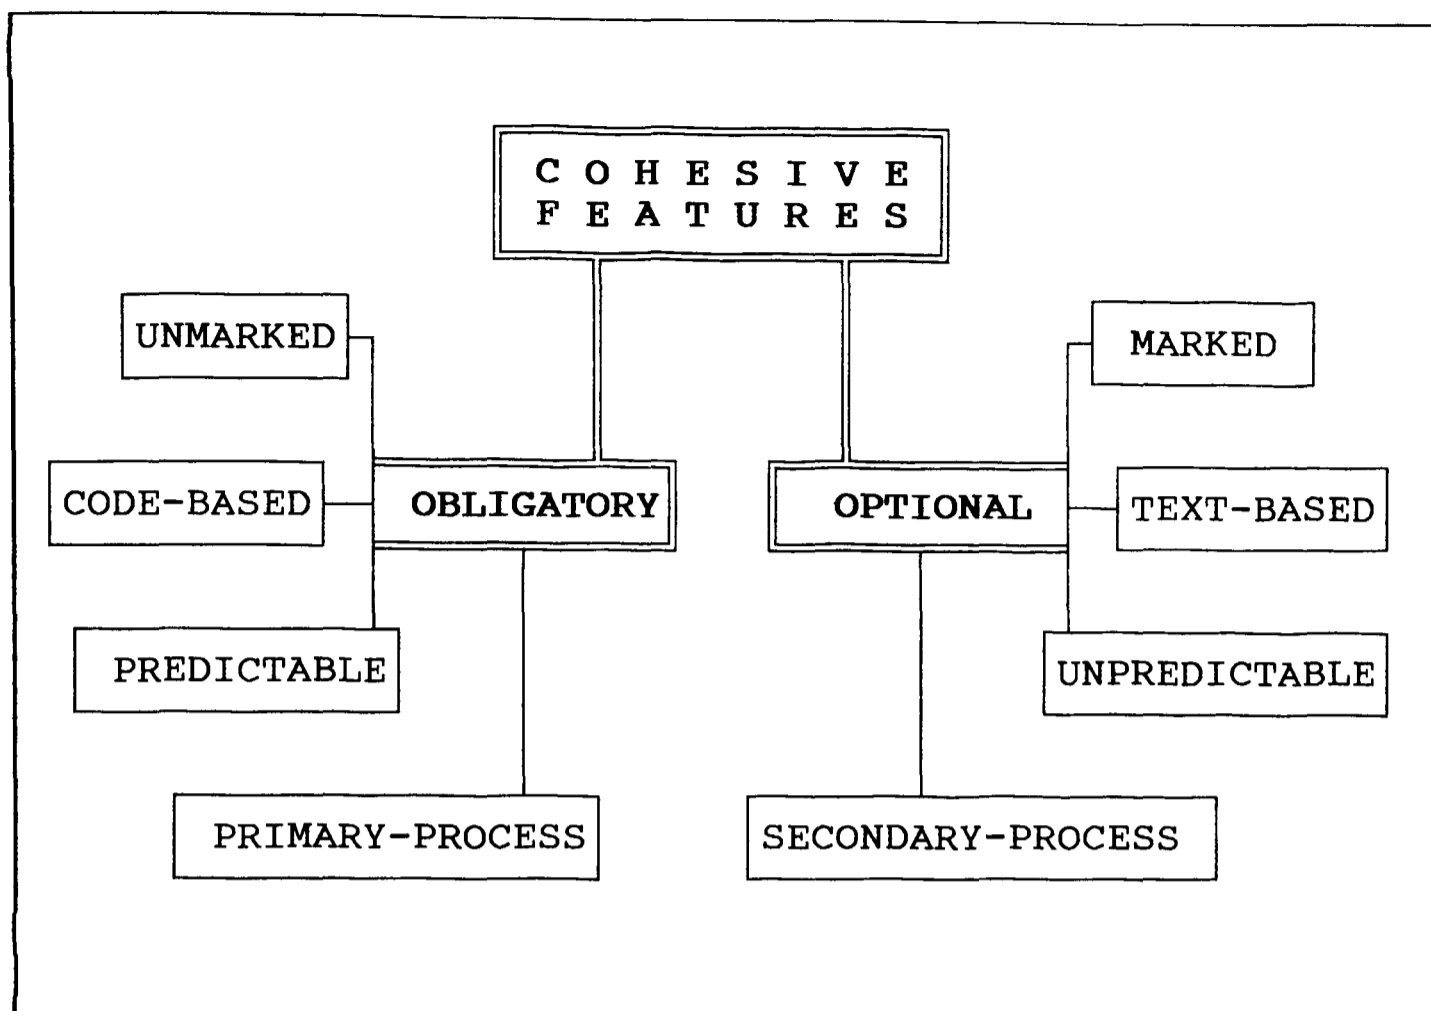 C O H E S I V E
F E A T U R E S
UNMARKED
MARKED
CODE-BASED
OBLIGATORY
OPTIONAL
TEXT-BASED
PREDICTABLE
UNPREDICTABLE
PRIMARY-PROCESS
SECONDARY-PROCESS